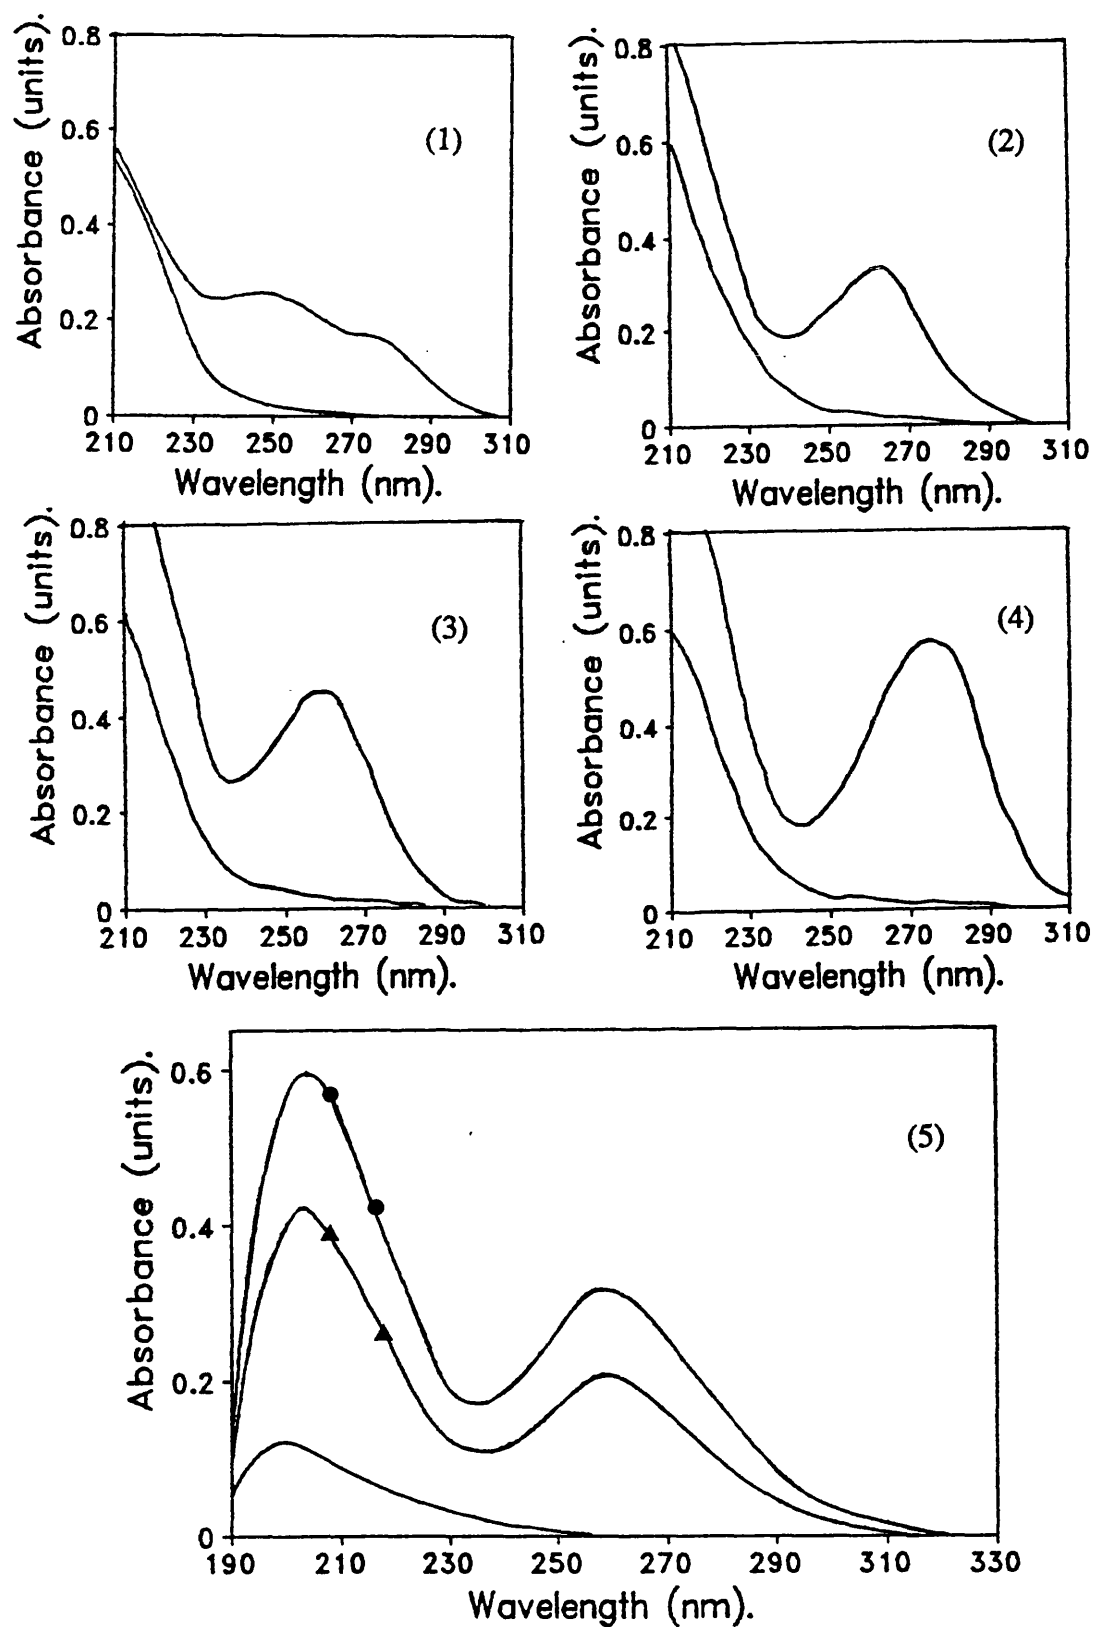 Absorbance (units).
0.8
0.6
0.4
0.2
0
(1)
210 230 250 270 290 310
Wavelength (nm).
Absorbance (units).
0.8
0.6
0.4
0.2
0
(2)
210 230 250 270 290 310
Wavelength (nm).
Absorbance (units).
0.8
0.6
0.4
0.2
0
(3)
210 230 250 270 290 310
Wavelength (nm).
Absorbance (units).
0.8
0.6
0.4
0.2
0
(4)
210 230 250 270 290 310
Wavelength (nm).
Absorbance (units).
0.6
0.4
0.2
0
(5)
190 210 230 250 270 290 310 330
Wavelength (nm).